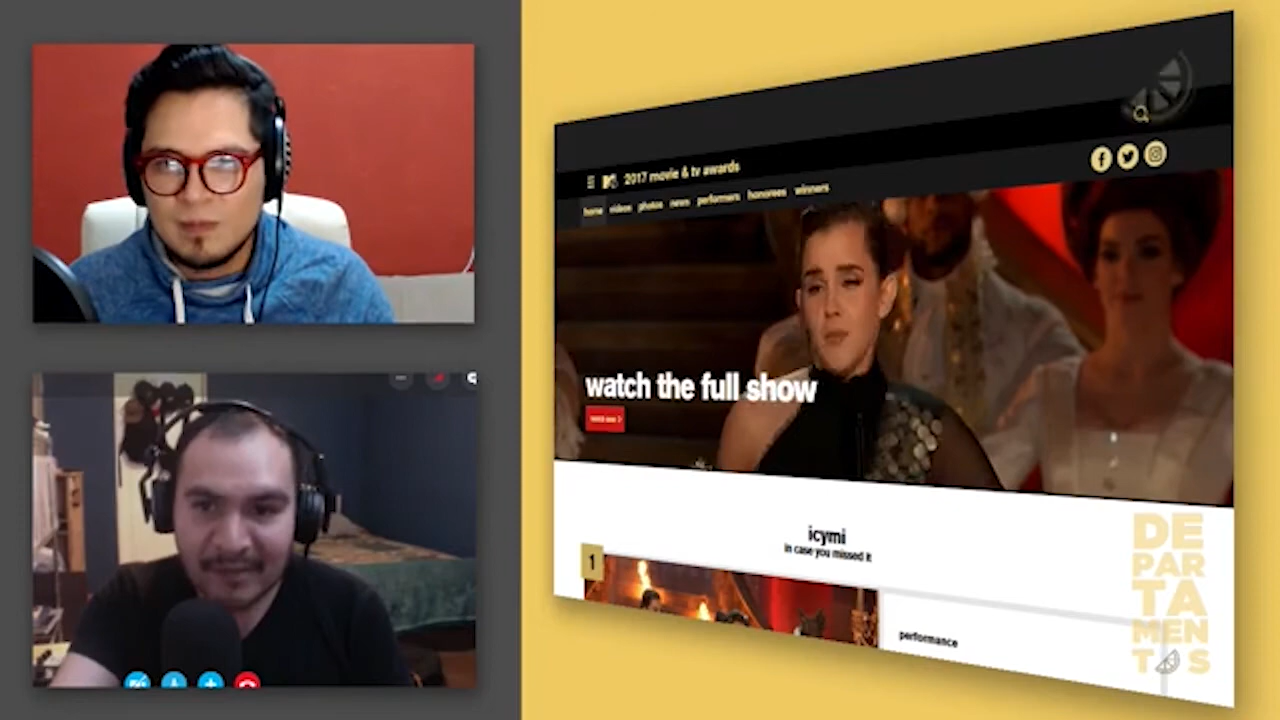 2017 movie & tv awards
home videos photos news performers honorees winners
watch the full show
icymi
in case you missed it
1
performance
DE
PAR
TA
MEN
TOS